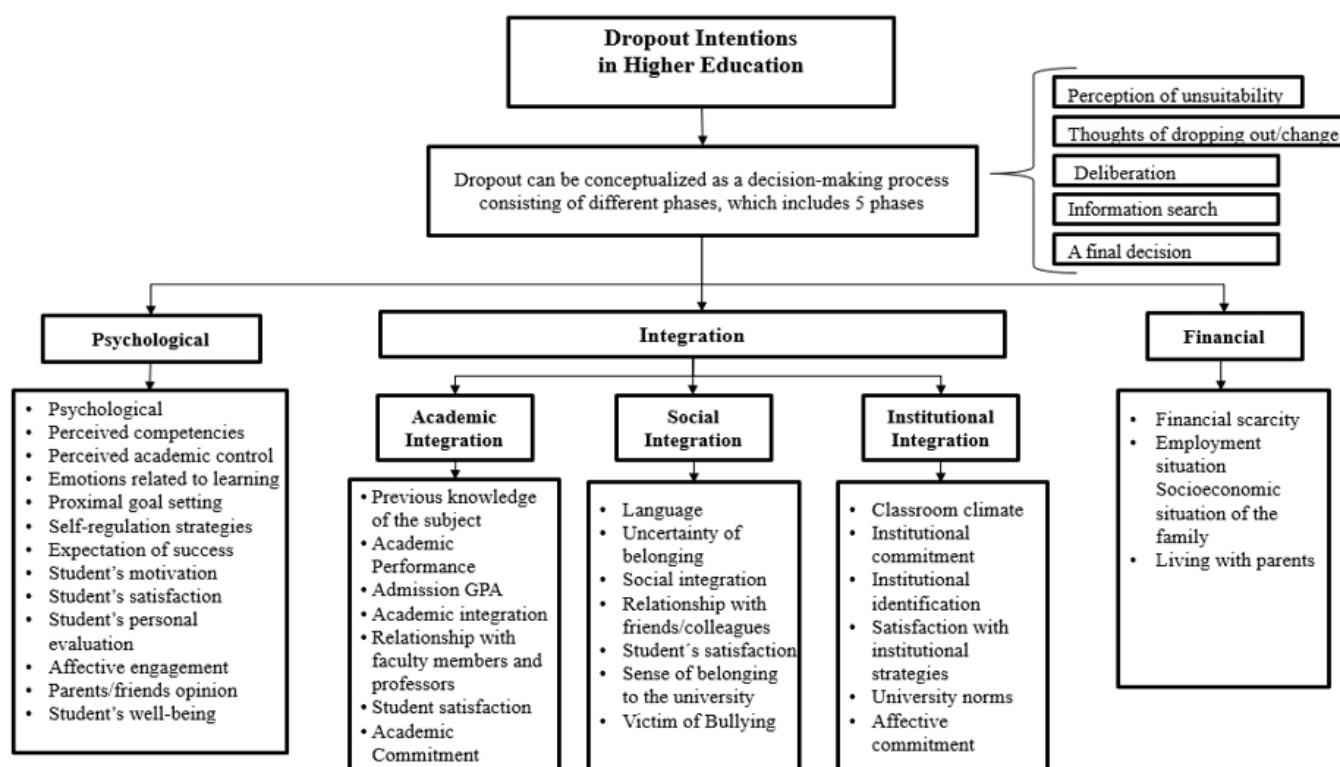 Dropout Intentions
in Higher Education
Dropout can be conceptualized as a decision-making process
consisting of different phases, which includes 5 phases
Perception of unsuitability
Thoughts of dropping out/change
Deliberation
Information search
A final decision
Psychological
• Psychological
• Perceived competencies
• Perceived academic control
• Emotions related to learning
• Proximal goal setting
• Self-regulation strategies
• Expectation of success
• Student’s motivation
• Student’s satisfaction
• Student’s personal
evaluation
• Affective engagement
• Parents/friends opinion
• Student’s well-being
Integration
Academic
Integration
• Previous knowledge
of the subject
• Academic
Performance
• Admission GPA
• Academic integration
• Relationship with
faculty members and
professors
• Student satisfaction
• Academic
Commitment
Social
Integration
• Language
• Uncertainty of
belonging
• Social integration
• Relationship with
friends/colleagues
• Student´s satisfaction
• Sense of belonging
to the university
• Victim of Bullying
Institutional
Integration
• Classroom climate
• Institutional
commitment
• Institutional
identification
• Satisfaction with
institutional
strategies
• University norms
• Affective
commitment
Financial
• Financial scarcity
• Employment
situation
Socioeconomic
situation of the
family
• Living with parents